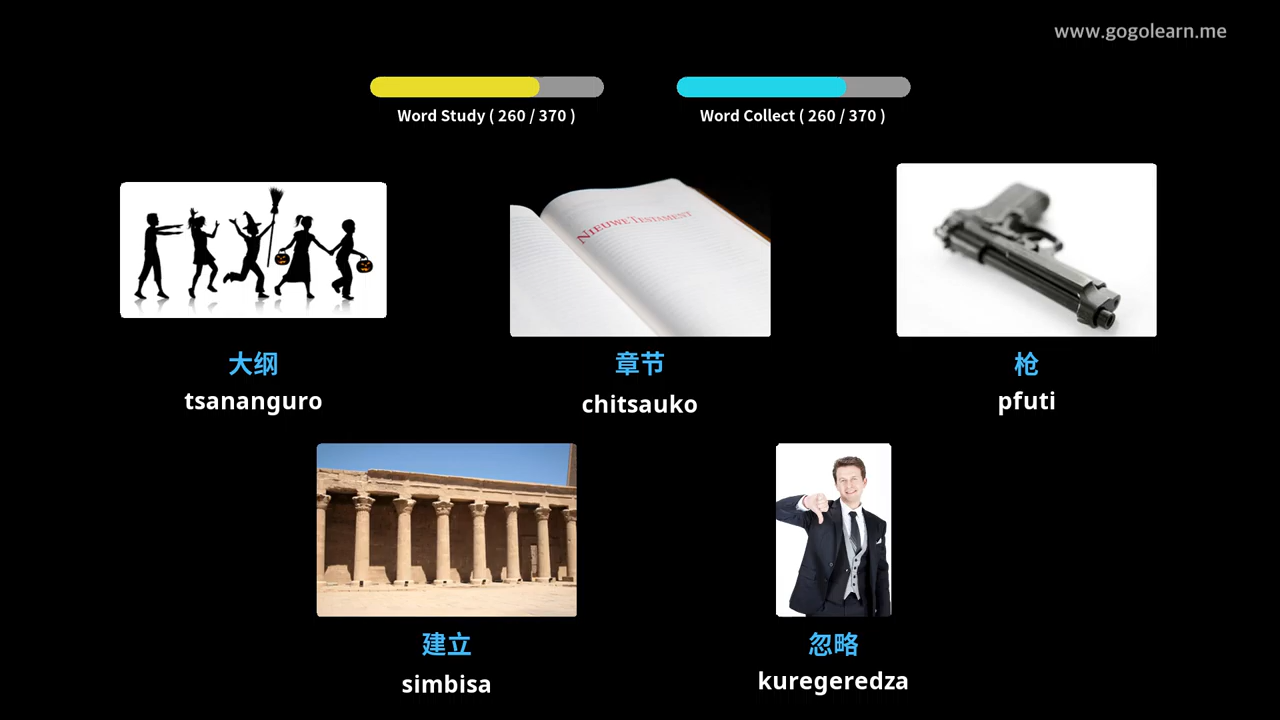 www.gogolearn.me
Word Study ( 260 / 370 )
Word Collect ( 260 / 370 )
NIEUWE TESTAMENT
大纲
tsananguro
章节
chitsauko
枪
pfuti
建立
simbisa
忽略
kuregeredza